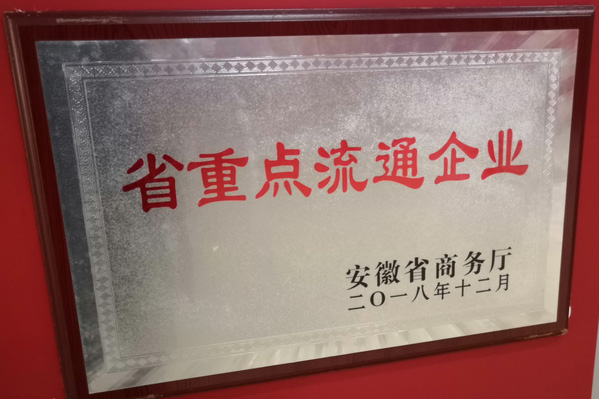 省重点流通企业
安徽省商务厅
二〇一八年十二月